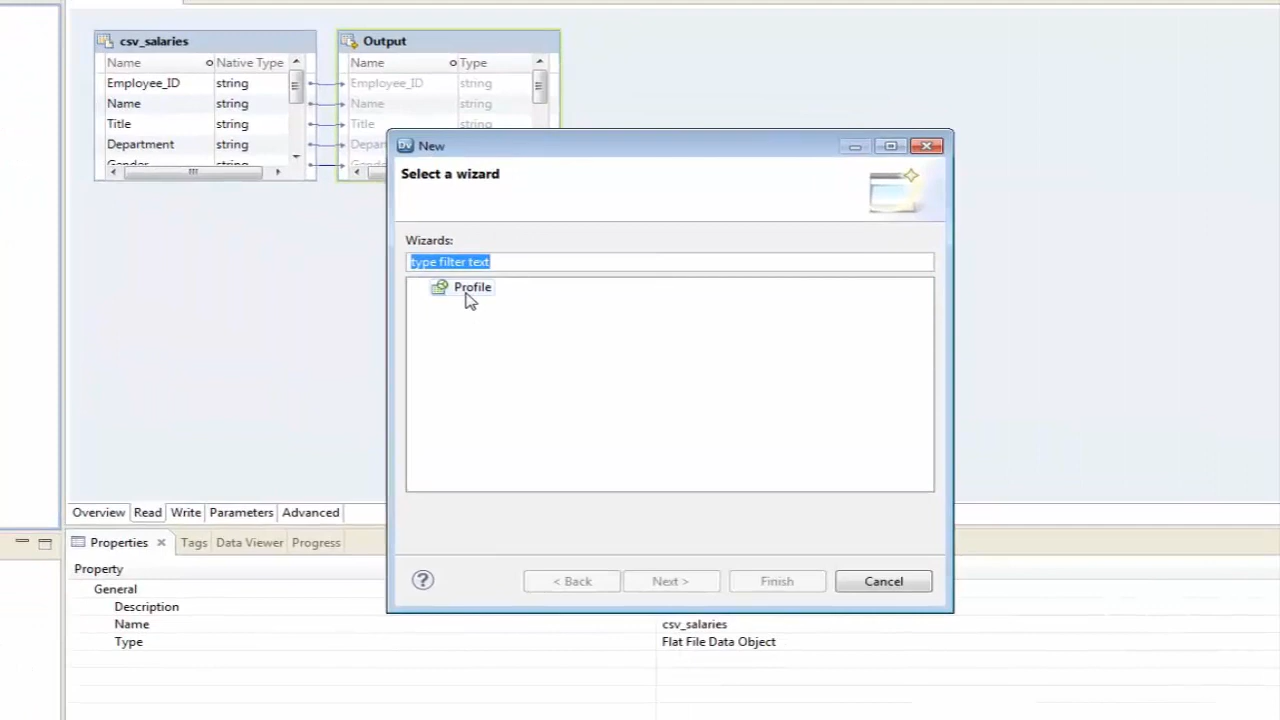 csv_salaries
Output
Name Native Type
Name Type
Employee_ID string
Employee_ID string
Name string
Name string
Title string
Title string
Department string
Depar
Gender string
Dv New
Select a wizard
Wizards:
type filter text
Profile
< Back Next > Finish Cancel
Overview Read Write Parameters Advanced
Properties Tags Data Viewer Progress
Property
General
Description
Name csv_salaries
Type Flat File Data Object